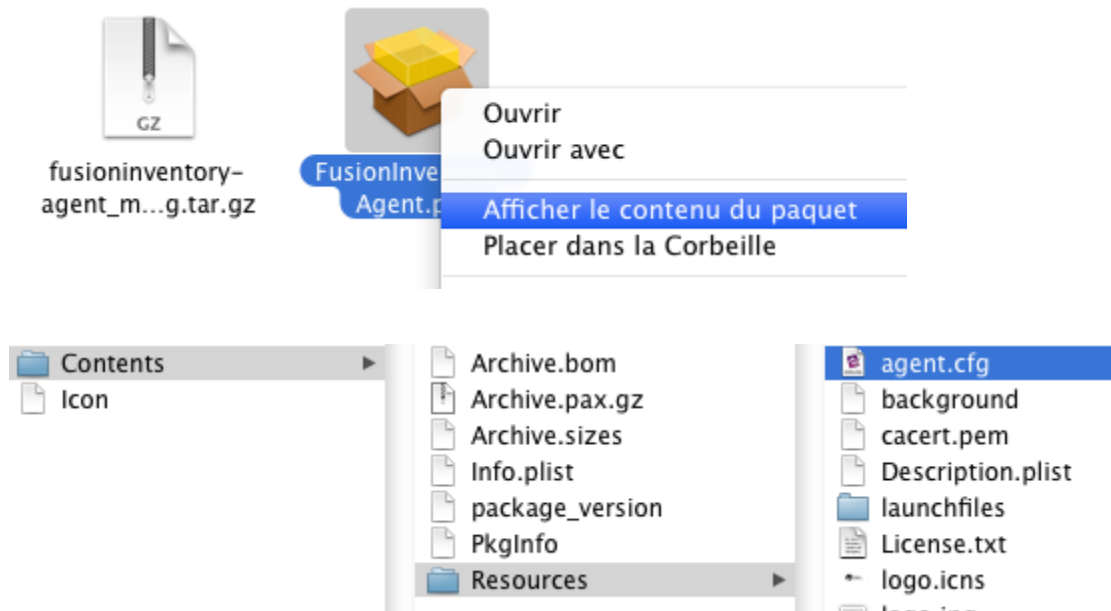 GZ
fusioninventory-
agent_m...g.tar.gz
FusionInve
Agent.p
Ouvrir
Ouvrir avec
Afficher le contenu du paquet
Placer dans la Corbeille
Contents
Icon
Archive.bom
Archive.pax.gz
Archive.sizes
Info.plist
package_version
PkgInfo
Resources
agent.cfg
background
cacert.pem
Description.plist
launchfiles
License.txt
logo.icns